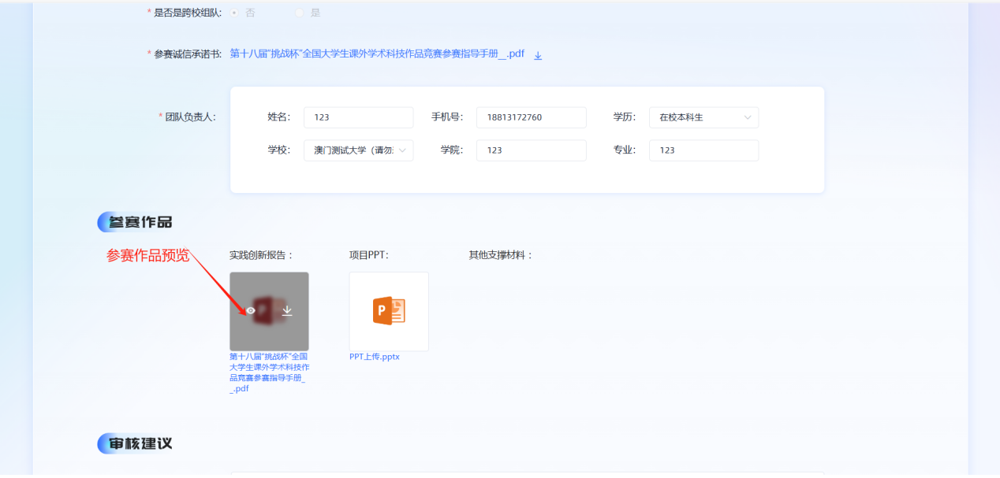 * 是否是跨校组队: 否 是
* 参赛诚信承诺书: 第十八届“挑战杯”全国大学生课外学术科技作品竞赛参赛指导手册__.pdf
* 团队负责人: 姓名: 123 手机号: 18813172760 学历: 在校本科生
学校: 澳门测试大学（请勿 学院: 123 专业: 123
参赛作品
参赛作品预览 实践创新报告: 项目PPT: 其他支撑材料:
P P
第十八届“挑战杯”全国 PPT上传.pptx
大学生课外学术科技作
品竞赛参赛指导手册_
_.pdf
审核建议